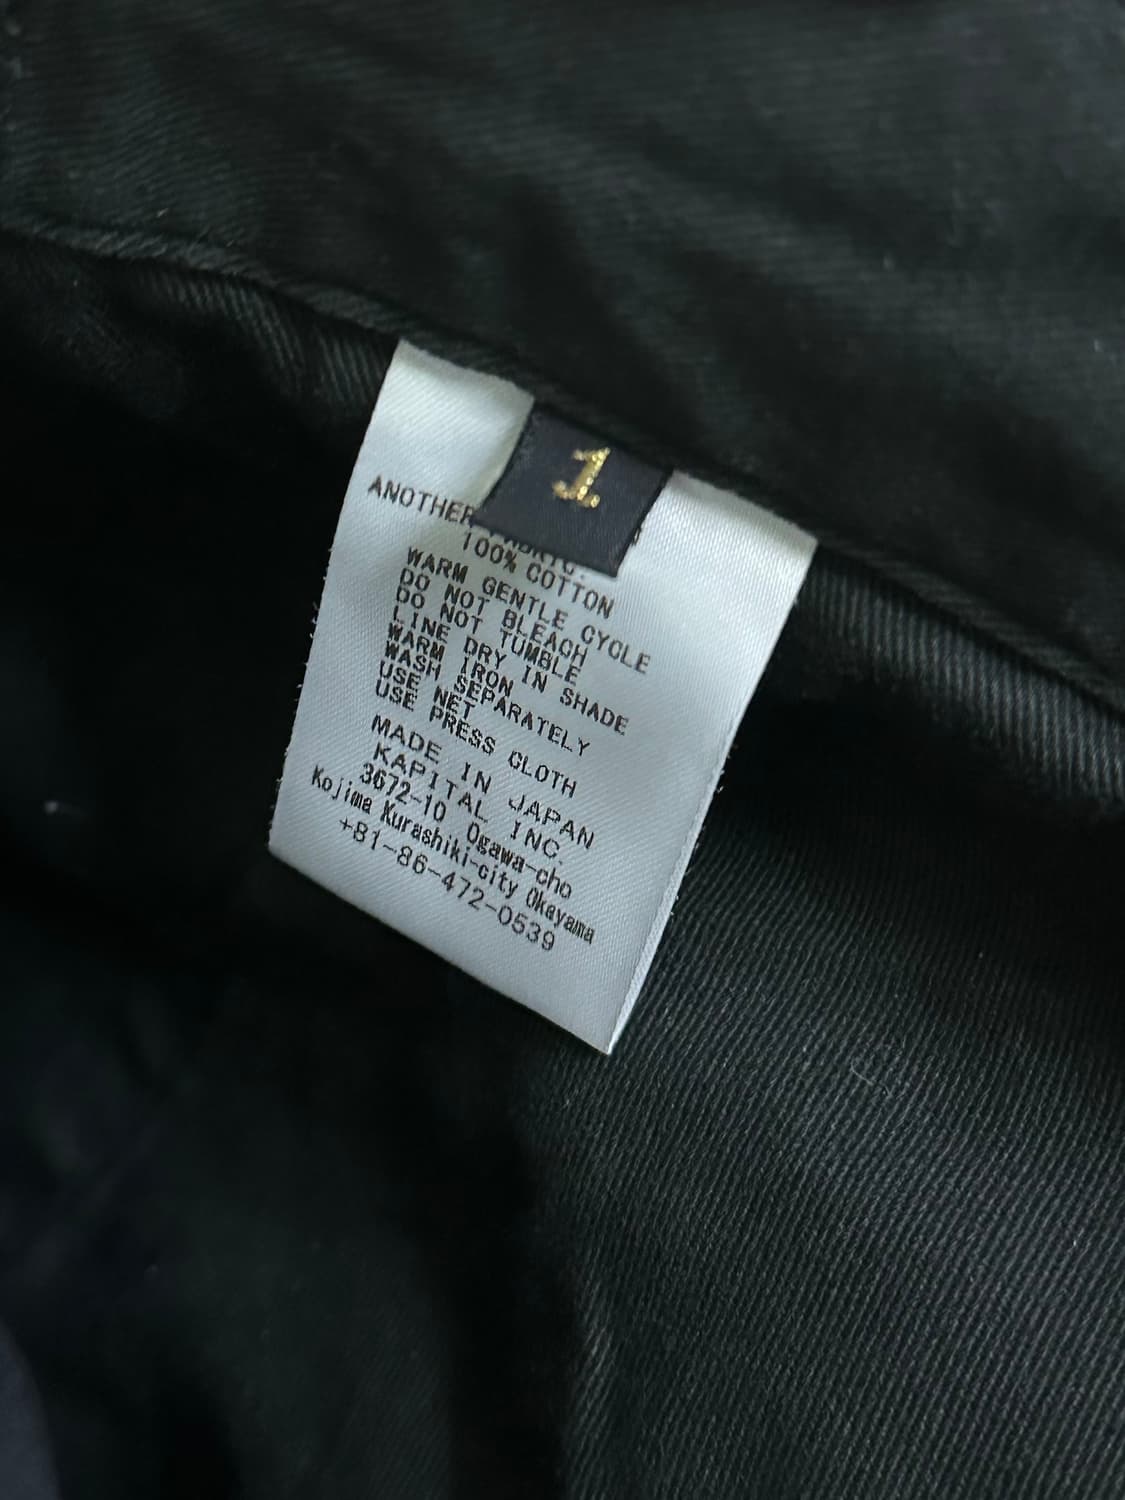 1
ANOTHER
100% COTTON
WARM GENTLE CYCLE
DO NOT BLEACH
DO NOT TUMBLE
LINE DRY IN SHADE
WARM IRON
WASH SEPARATELY
USE NET
USE PRESS CLOTH
MADE IN JAPAN
KAPITAL INC.
3672-10 Ogawa-cho
Kojima Kurashiki-city Okayama
+81-86-472-0539